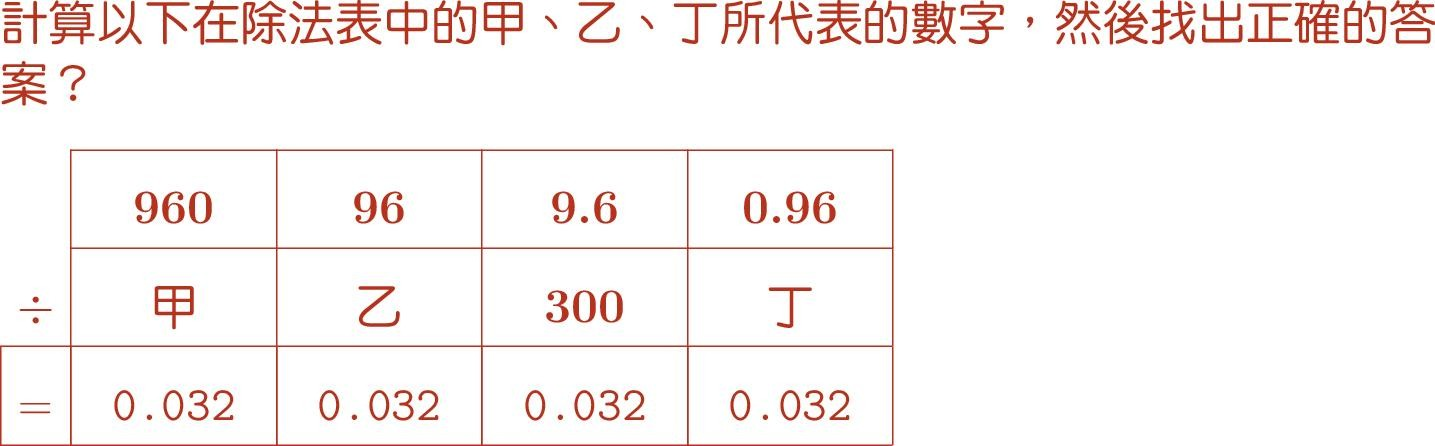 計算以下在除法表中的甲、乙、丁所代表的數字，然後找出正確的答
案？
960 96 9.6 0.96
÷ 甲 乙 300 丁
= 0.032 0.032 0.032 0.032